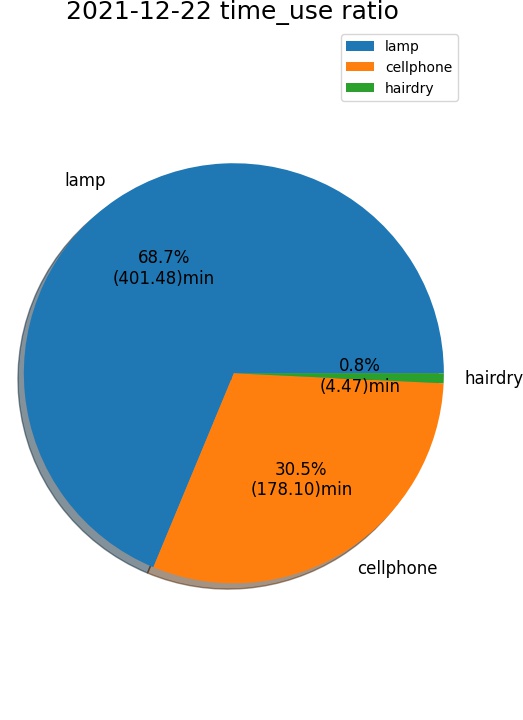 2021-12-22 time_use ratio
lamp
cellphone
hairdry
lamp
68.7%
(401.48)min
0.8%
(4.47)min
hairdry
30.5%
(178.10)min
cellphone